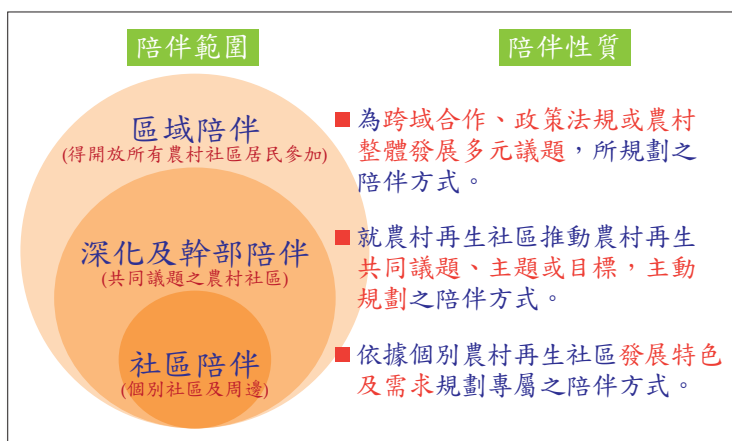 陪伴範圍
區域陪伴
(得開放所有農村社區居民參加)
深化及幹部陪伴
(共同議題之農村社區)
社區陪伴
(個別社區及周邊)
陪伴性質
為跨域合作、政策法規或農村
整體發展多元議題，所規劃之
陪伴方式。
就農村再生社區推動農村再生
共同議題、主題或目標，主動
規劃之陪伴方式。
依據個別農村再生社區發展特色
及需求規劃專屬之陪伴方式。